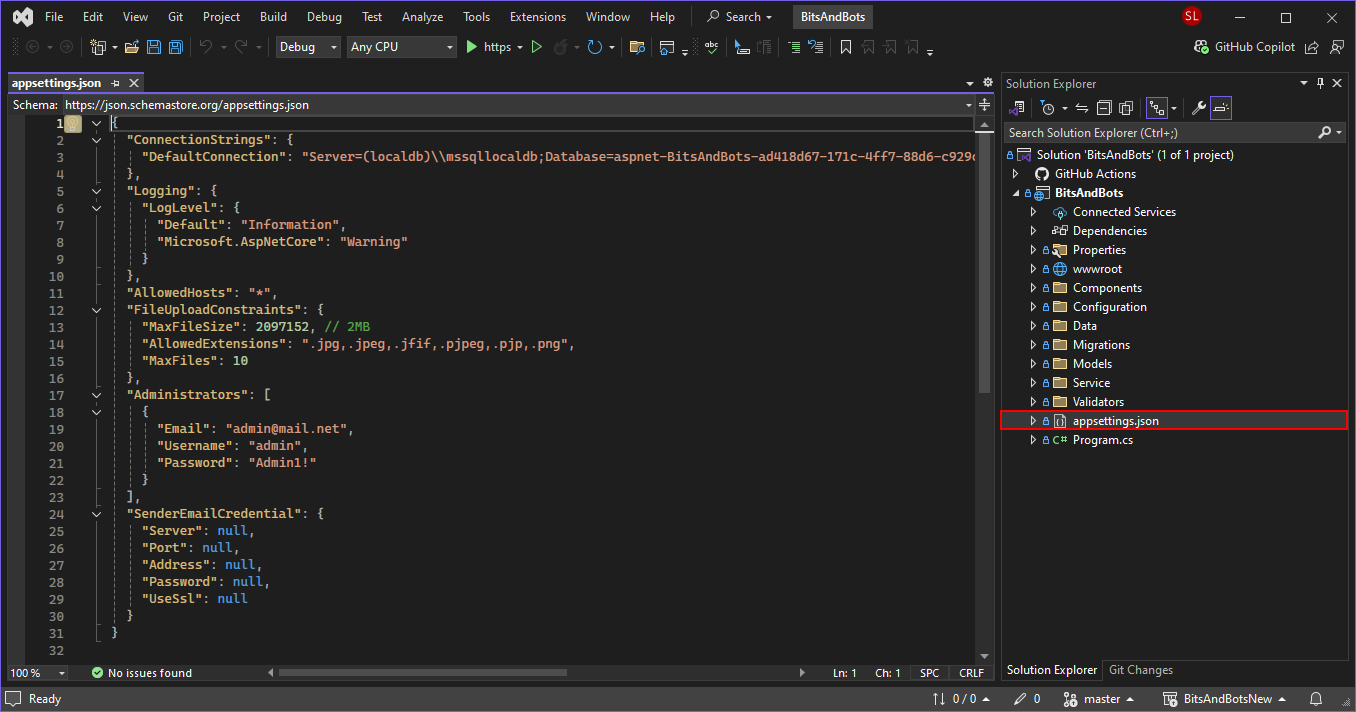 File Edit View Git Project Build Debug Test Analyze Tools Extensions Window Help Search BitsAndBots SL
Debug Any CPU https abc GitHub Copilot
appsettings.json
Schema: https://json.schemastore.org/appsettings.json
1 {
2 "ConnectionStrings": {
3 "DefaultConnection": "Server=(localdb)\\mssqllocaldb;Database=aspnet-BitsAndBots-ad418d67-171c-4ff7-88d6-c929c
4 },
5 "Logging": {
6 "LogLevel": {
7 "Default": "Information",
8 "Microsoft.AspNetCore": "Warning"
9 }
10 },
11 "AllowedHosts": "*",
12 "FileUploadConstraints": {
13 "MaxFileSize": 2097152, // 2MB
14 "AllowedExtensions": ".jpg,.jpeg,.jfif,.pjpeg,.pjp,.png",
15 "MaxFiles": 10
16 },
17 "Administrators": [
18 {
19 "Email": "admin@mail.net",
20 "Username": "admin",
21 "Password": "Admin1!"
22 }
23 ],
24 "SenderEmailCredential": {
25 "Server": null,
26 "Port": null,
27 "Address": null,
28 "Password": null,
29 "UseSsl": null
30 }
31 }
32
100 % No issues found Ln: 1 Ch: 1 SPC CRLF
Solution Explorer
Search Solution Explorer (Ctrl+;)
Solution 'BitsAndBots' (1 of 1 project)
GitHub Actions
BitsAndBots
Connected Services
Dependencies
Properties
wwwroot
Components
Configuration
Data
Migrations
Models
Service
Validators
{} appsettings.json
C# Program.cs
Solution Explorer Git Changes
Ready 0 / 0 0 master BitsAndBotsNew